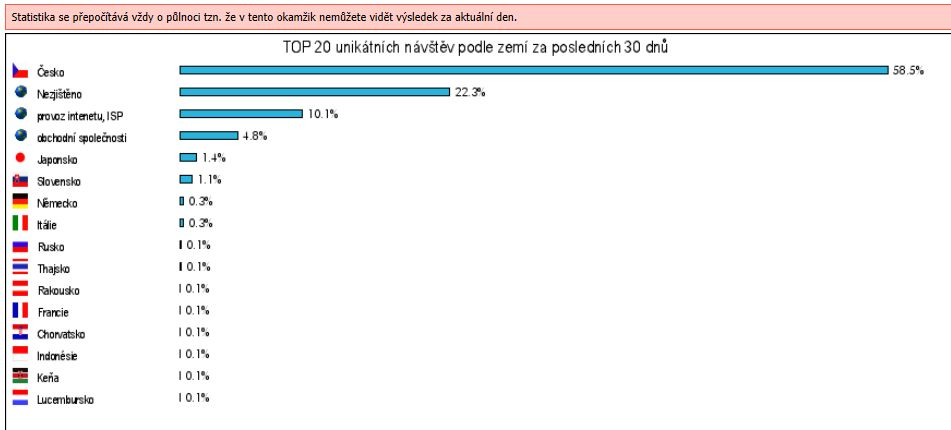 Statistika se přepočítává vždy o půlnoci tzn. že v tento okamžik nemůžete vidět výsledek za aktuální den.
TOP 20 unikátních návštěv podle zemí za posledních 30 dnů
Česko 58.5%
Nezjištěno 22.3%
provoz intenetu, ISP 10.1%
obchodní společnosti 4.8%
Japonsko 1.4%
Slovensko 1.1%
Německo 0.3%
Itálie 0.3%
Rusko 0.1%
Thajsko 0.1%
Rakousko 0.1%
Francie 0.1%
Chorvatsko 0.1%
Indonésie 0.1%
Keňa 0.1%
Lucembursko 0.1%